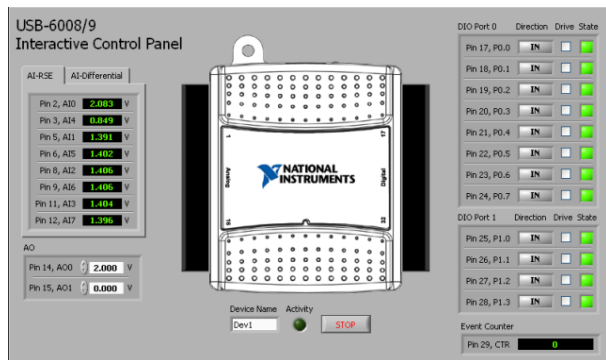 USB-6008/9
Interactive Control Panel
AI-RSE AI-Differential
Pin 2, AI0 2.083 V
Pin 3, AI4 0.849 V
Pin 5, AI1 1.391 V
Pin 6, AI5 1.402 V
Pin 8, AI2 1.406 V
Pin 9, AI6 1.406 V
Pin 11, AI3 1.404 V
Pin 12, AI7 1.396 V
AO
Pin 14, AO0 2.000 V
Pin 15, AO1 0.000 V
1 17
Analog
NATIONAL
INSTRUMENTS
Digital
16 32
Device Name Activity
Dev1 STOP
DIO Port 0 Direction Drive State
Pin 17, P0.0 IN
Pin 18, P0.1 IN
Pin 19, P0.2 IN
Pin 20, P0.3 IN
Pin 21, P0.4 IN
Pin 22, P0.5 IN
Pin 23, P0.6 IN
Pin 24, P0.7 IN
DIO Port 1 Direction Drive State
Pin 25, P1.0 IN
Pin 26, P1.1 IN
Pin 27, P1.2 IN
Pin 28, P1.3 IN
Event Counter
Pin 29, CTR 0